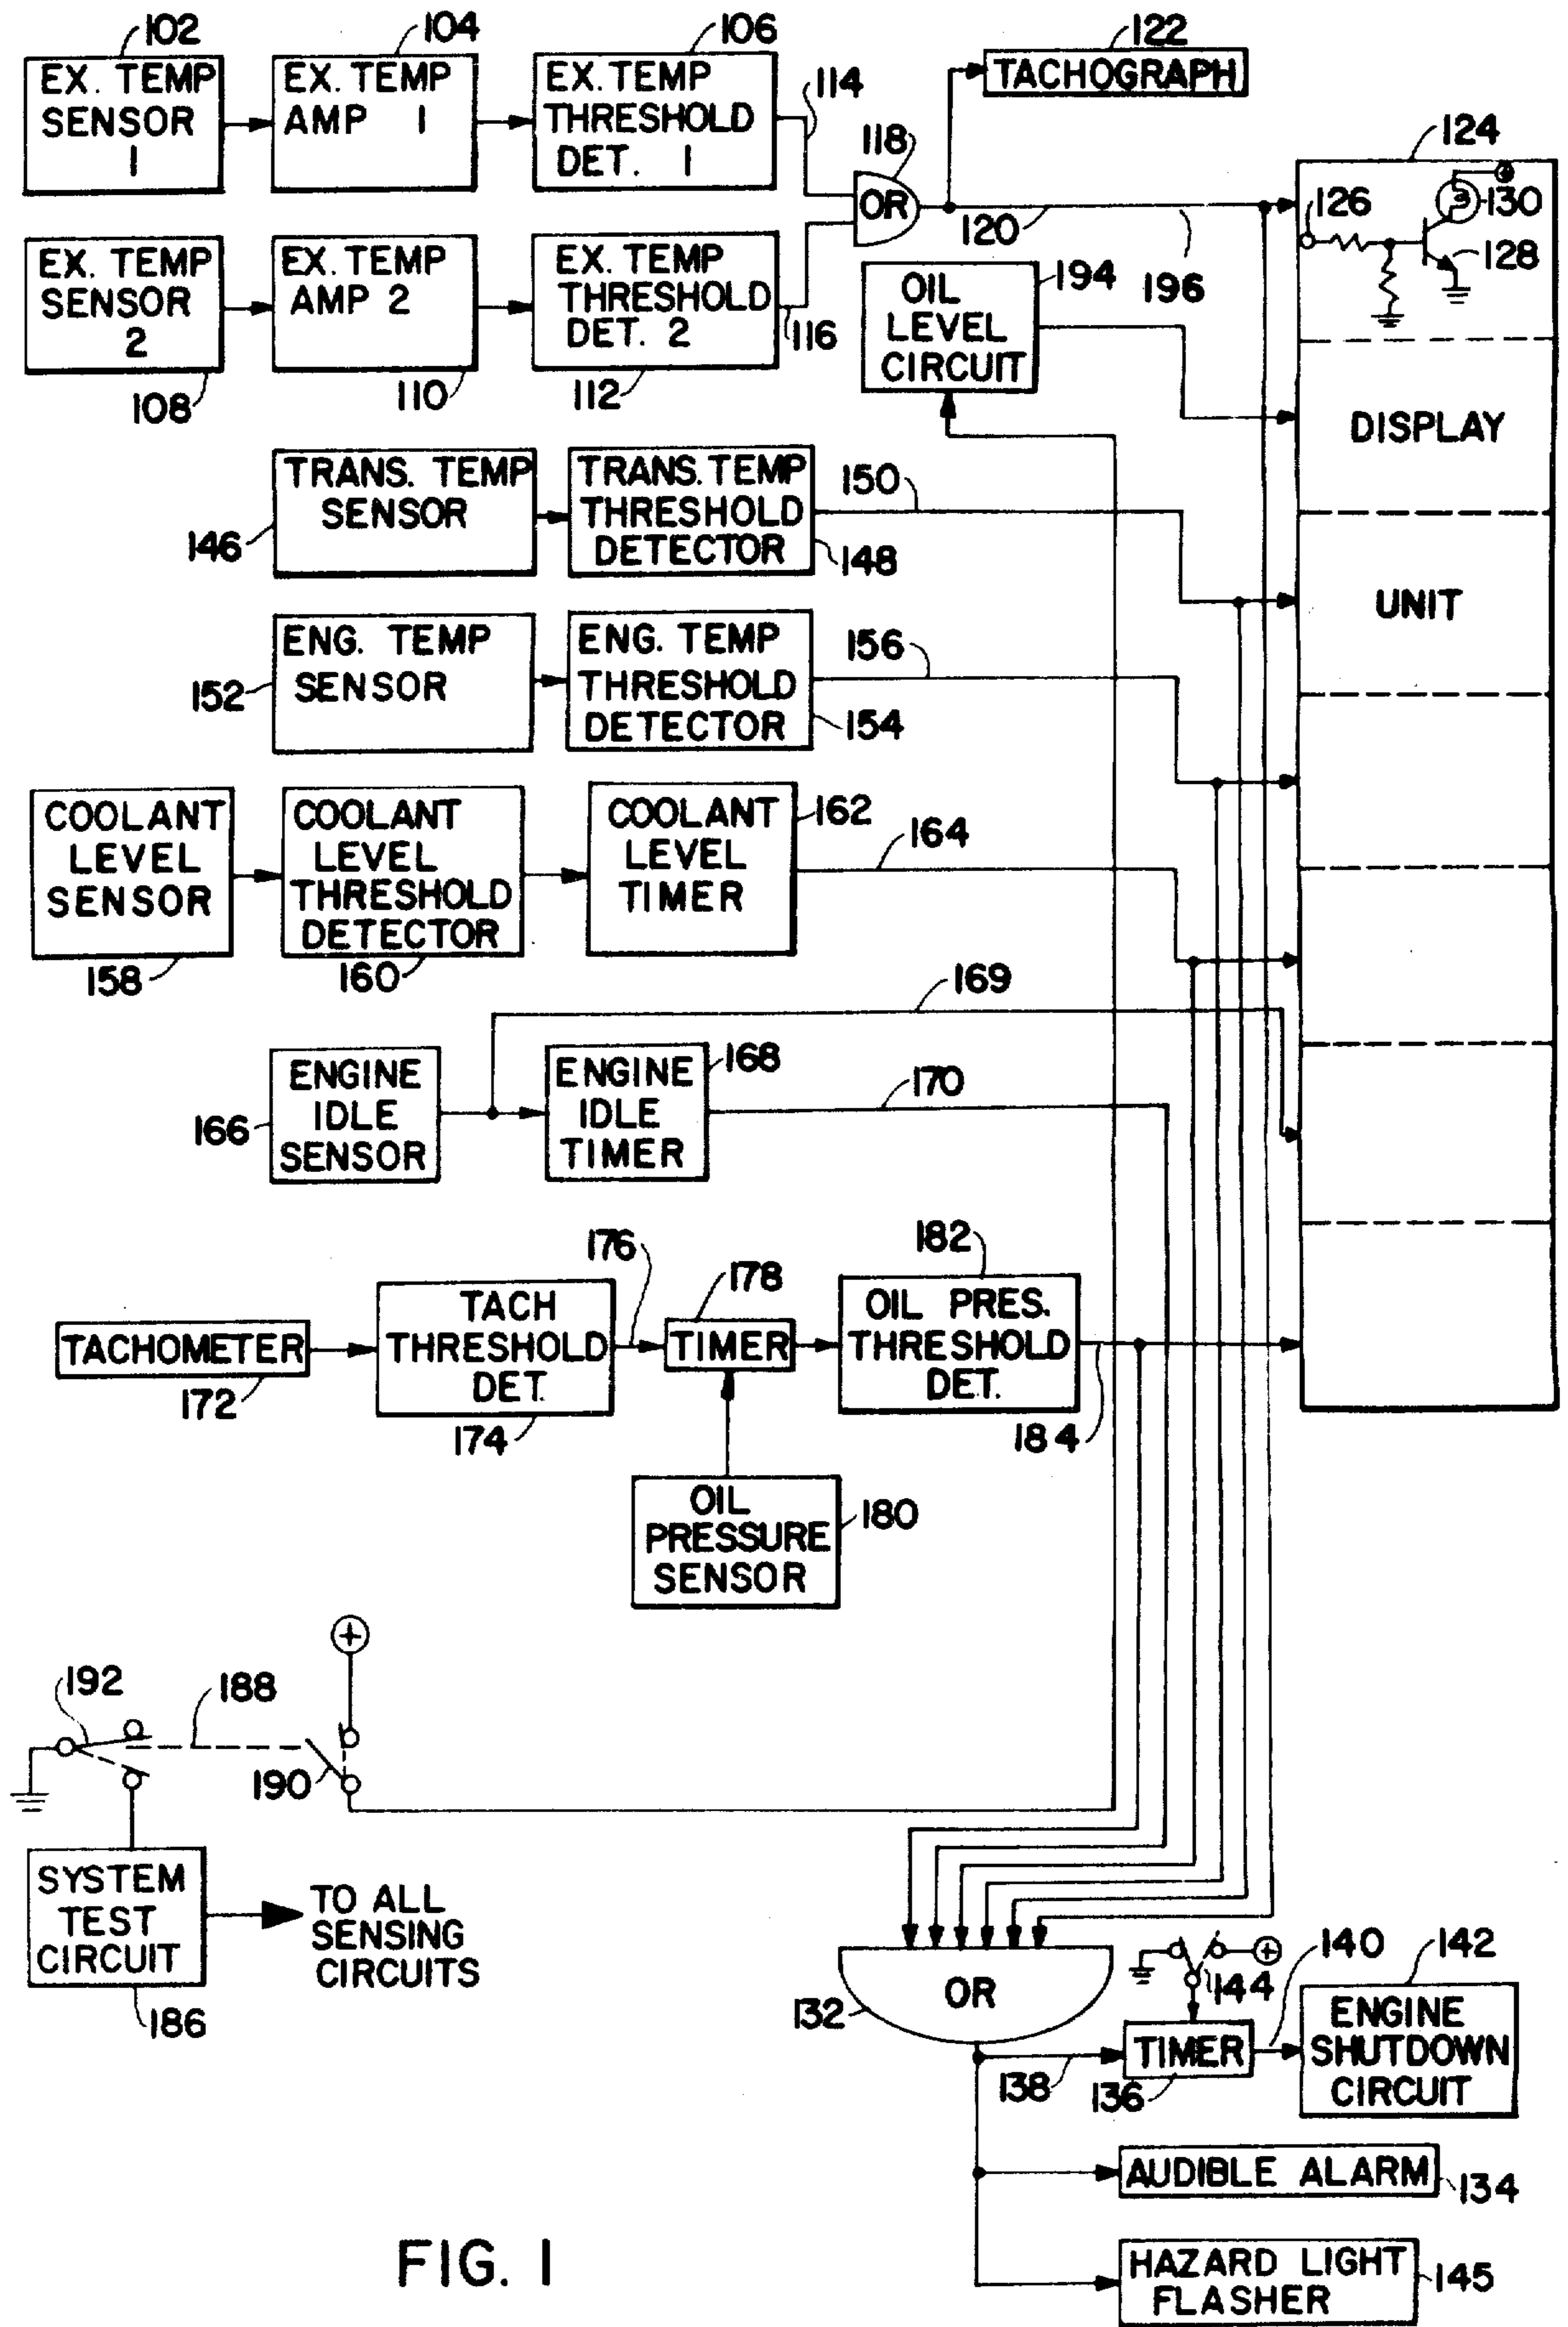 102
104
106
122
EX. TEMP
SENSOR
1
EX. TEMP
AMP 1
EX. TEMP
THRESHOLD
DET. 1
114
TACHOGRAPH
118
124
OR
120
196
126
130
128
EX. TEMP
SENSOR
2
EX. TEMP
AMP 2
EX. TEMP
THRESHOLD
DET. 2
116
108
110
112
OIL
LEVEL
CIRCUIT
194
DISPLAY
UNIT
TRANS. TEMP
SENSOR
146
TRANS. TEMP
THRESHOLD
DETECTOR
148
150
ENG. TEMP
SENSOR
152
ENG. TEMP
THRESHOLD
DETECTOR
154
156
COOLANT
LEVEL
SENSOR
158
COOLANT
LEVEL
THRESHOLD
DETECTOR
160
COOLANT
LEVEL
TIMER
162
164
169
ENGINE
IDLE
SENSOR
166
ENGINE
IDLE
TIMER
168
170
TACHOMETER
172
TACH
THRESHOLD
DET.
174
176
178
TIMER
182
OIL PRES.
THRESHOLD
DET.
184
OIL
PRESSURE
SENSOR
180
+
192
188
190
SYSTEM
TEST
CIRCUIT
186
TO ALL
SENSING
CIRCUITS
OR
132
138
+
144
TIMER
136
140
142
ENGINE
SHUTDOWN
CIRCUIT
AUDIBLE ALARM
134
HAZARD LIGHT
FLASHER
145
FIG. 1